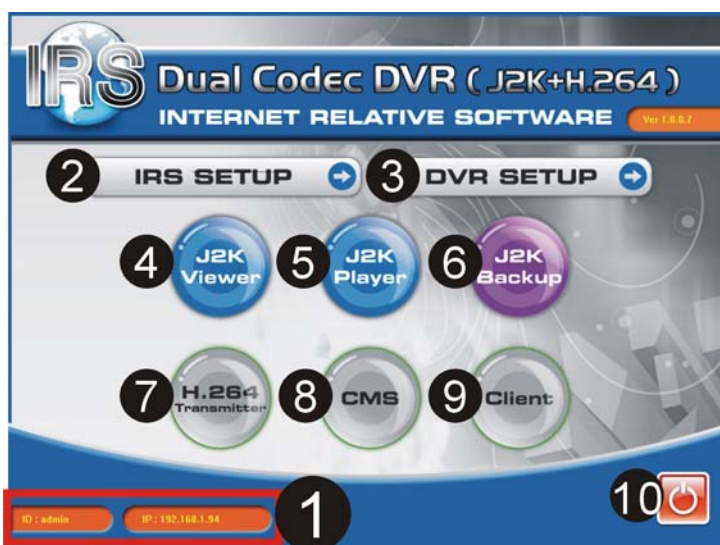 IRS Dual Codec DVR ( J2K+H.264 )
INTERNET RELATIVE SOFTWARE
Ver 1.0.0.7
2 IRS SETUP
3 DVR SETUP
4 J2K Viewer
5 J2K Player
6 J2K Backup
7 H.264 Transmitter
8 CMS
9 Client
ID : admin
IP : 192.168.1.94
1
10